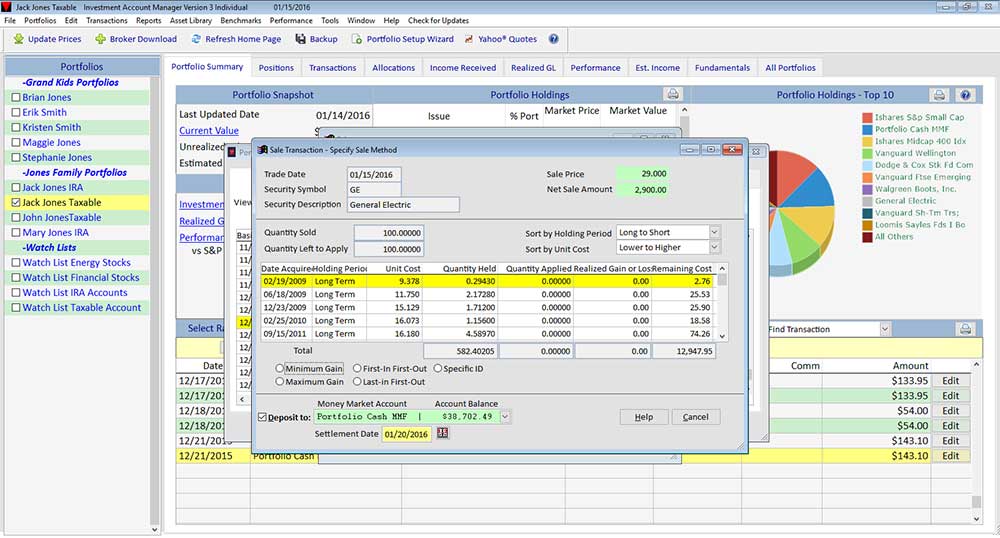 Jack Jones Taxable Investment Account Manager Version 3 Individual 01/15/2016
File Portfolios Edit Transactions Reports Asset Library Benchmarks Performance Tools Window Help Check for Updates
Update Prices Broker Download Refresh Home Page Backup Portfolio Setup Wizard Yahoo® Quotes
Portfolios
-Grand Kids Portfolios
Brian Jones
Erik Smith
Kristen Smith
Maggie Jones
Stephanie Jones
-Jones Family Portfolios
Jack Jones IRA
Jack Jones Taxable
John JonesTaxable
Mary Jones IRA
-Watch Lists
Watch List Energy Stocks
Watch List Financial Stocks
Watch List IRA Accounts
Watch List Taxable Account
Portfolio Summary Positions Transactions Allocations Income Received Realized GL Performance Est. Income Fundamentals All Portfolios
Portfolio Snapshot
Last Updated Date 01/14/2016
Current Value
Unrealiz
Estimated
Investmen
Realized G
Performan
vs S&P
Select Ra
Portfolio Holdings
Issue % Port Market Price Market Value
Portfolio Holdings - Top 10
Ishares S&p Small Cap
Portfolio Cash MMF
Ishares Midcap 400 Idx
Vanguard Wellington
Dodge & Cox Stk Fd Com
Vanguard Ftse Emerging
Walgreen Boots, Inc.
General Electric
Vanguard Sh-Tm Trs;
Loomis Sayles Fds I Bo
All Others
Per
View
Basi
11/
11/
12/
12/
12/
12/
12/
12/
12/
12/
Sale Transaction - Specify Sale Method
Trade Date 01/15/2016
Security Symbol GE
Security Description General Electric
Sale Price 29.000
Net Sale Amount 2,900.00
Quantity Sold 100.00000
Quantity Left to Apply 100.00000
Sort by Holding Period Long to Short
Sort by Unit Cost Lower to Higher
Date Acquire Holding Perio Unit Cost Quantity Held Quantity Applied Realized Gain or Loss Remaining Cost
02/19/2009 Long Term 9.378 0.29430 0.00000 0.00 2.76
06/18/2009 Long Term 11.750 2.17280 0.00000 0.00 25.53
12/23/2009 Long Term 15.129 1.71200 0.00000 0.00 25.90
02/25/2010 Long Term 16.073 1.15600 0.00000 0.00 18.58
09/15/2011 Long Term 16.180 4.58970 0.00000 0.00 74.26
Total 582.40205 0.00000 0.00 12,947.95
Minimum Gain First-In First-Out Specific ID
Maximum Gain Last-in First-Out
Money Market Account Account Balance
Deposit to: Portfolio Cash MMF | $38,702.49
Settlement Date 01/20/2016
Help Cancel
Find Transaction
Date Comm Amount
12/17/201 $133.95 Edit
12/17/201 $133.95 Edit
12/18/201 $54.00 Edit
12/18/201 $54.00 Edit
12/21/201 $143.10 Edit
12/21/2015 Portfolio Cash $143.10 Edit